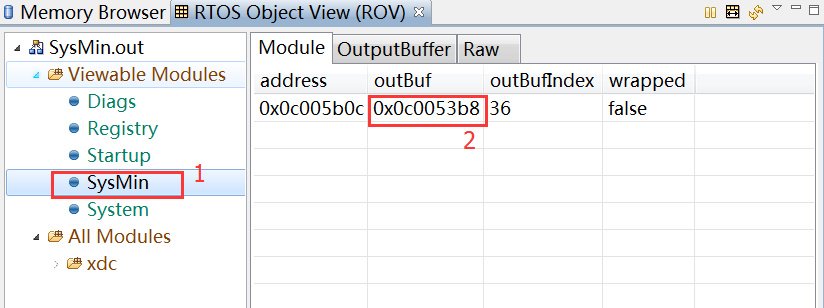 Memory Browser RTOS Object View (ROV)
SysMin.out
Viewable Modules
Diags
Registry
Startup
SysMin 1
System
All Modules
xdc
Module OutputBuffer Raw
address outBuf outBufIndex wrapped
0x0c005b0c 0x0c0053b8 36 false
2